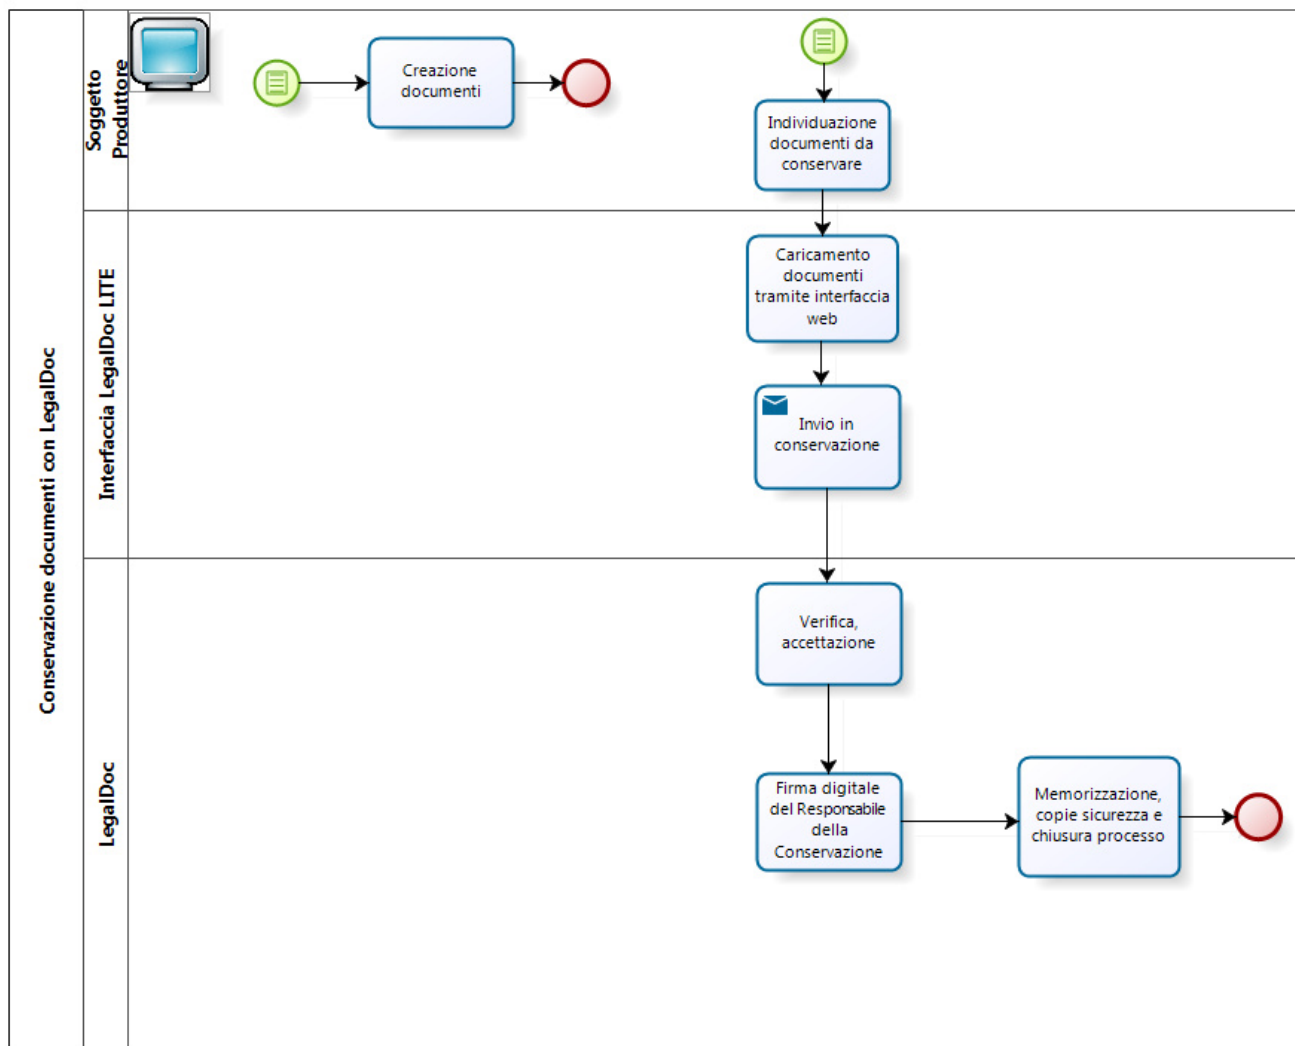 Conservazione documenti con LegalDoc
Soggetto
Produttore
Creazione
documenti
Individuazione
documenti da
conservare
Interfaccia LegalDoc LITE
Caricamento
documenti
tramite interfaccia
web
Invio in
conservazione
LegalDoc
Verifica,
accettazione
Firma digitale
del Responsabile
della
Conservazione
Memorizzazione,
copie sicurezza e
chiusura processo